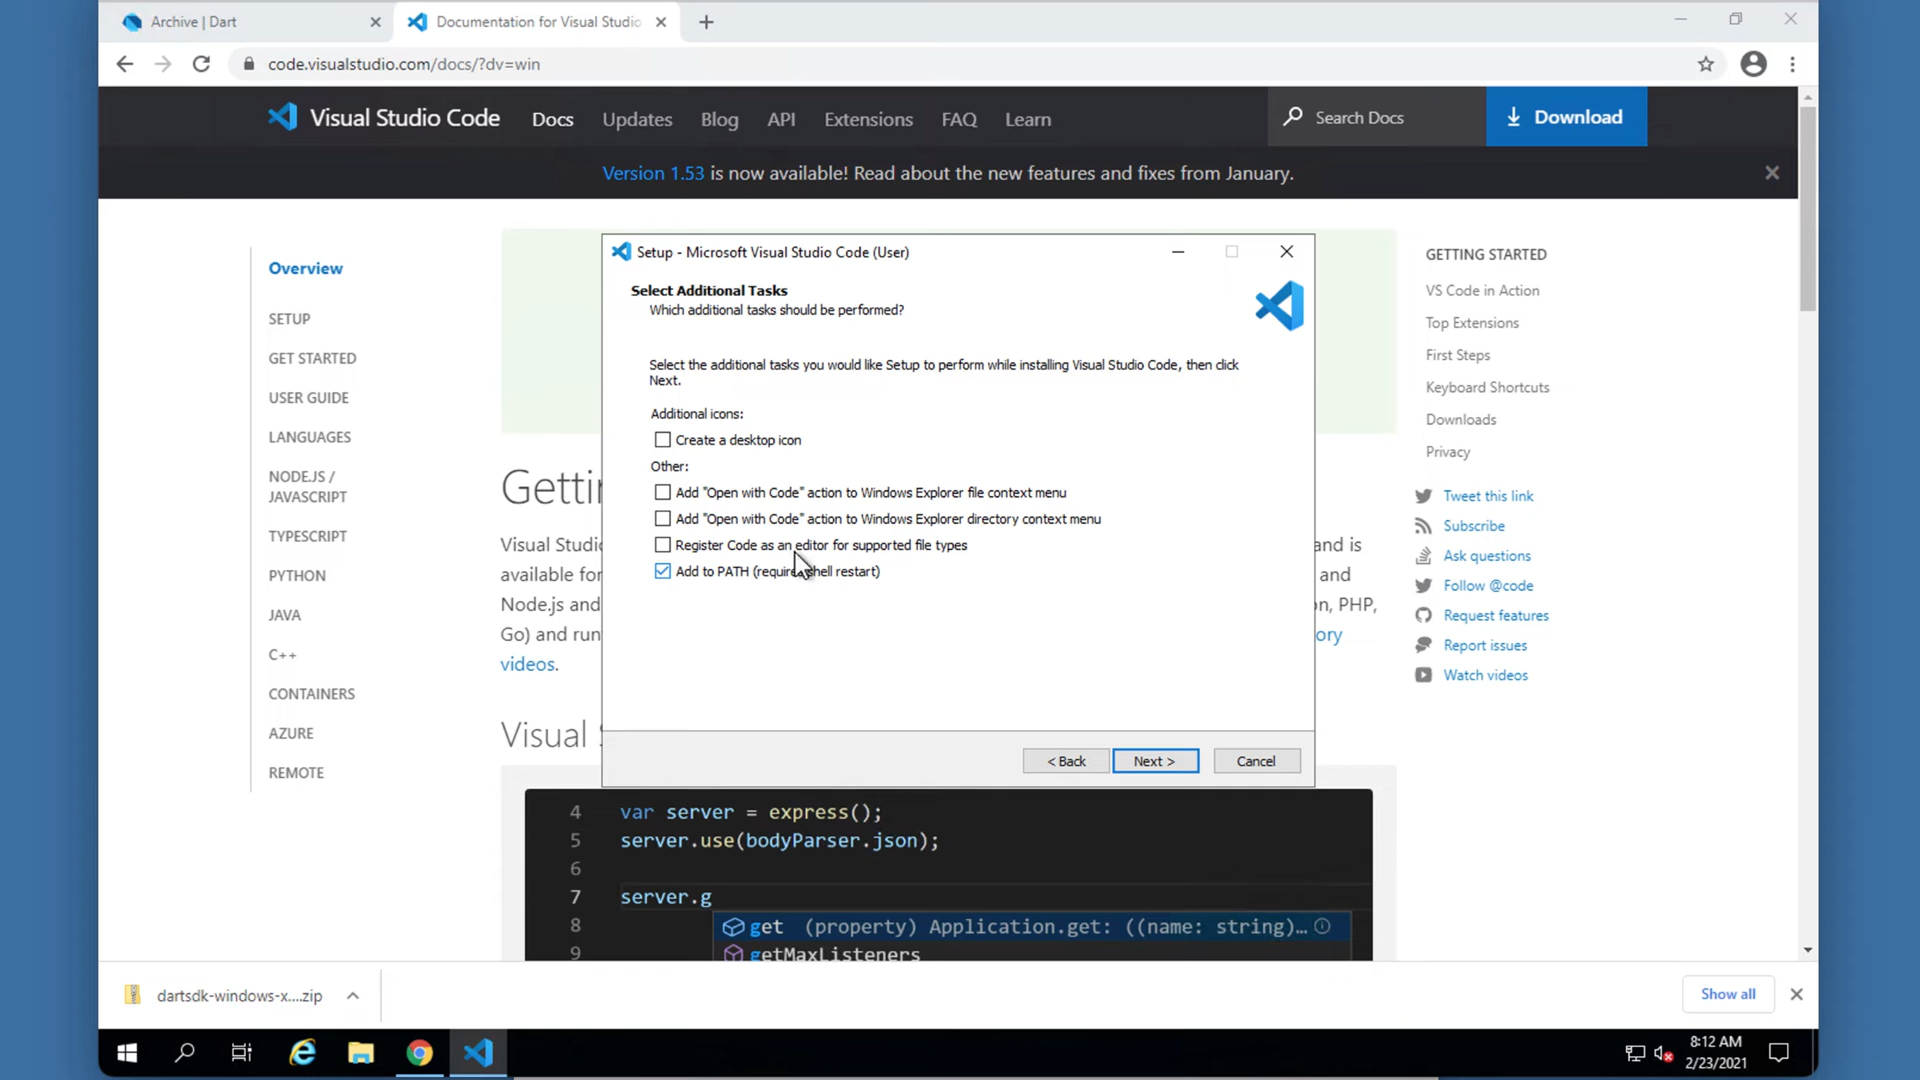 Archive | Dart
Documentation for Visual Studio
code.visualstudio.com/docs/?dv=win
Visual Studio Code
Docs
Updates
Blog
API
Extensions
FAQ
Learn
Search Docs
Download
Version 1.53 is now available! Read about the new features and fixes from January.
Overview
SETUP
GET STARTED
USER GUIDE
LANGUAGES
NODE.JS /
JAVASCRIPT
TYPESCRIPT
PYTHON
JAVA
C++
CONTAINERS
AZURE
REMOTE
Setup - Microsoft Visual Studio Code (User)
Select Additional Tasks
Which additional tasks should be performed?
Select the additional tasks you would like Setup to perform while installing Visual Studio Code, then click
Next.
Additional icons:
Create a desktop icon
Other:
Add "Open with Code" action to Windows Explorer file context menu
Add "Open with Code" action to Windows Explorer directory context menu
Register Code as an editor for supported file types
Add to PATH (require shell restart)
< Back
Next >
Cancel
Getti
Visual Studio
available for
Node.js and
Go) and run
videos.
and is
and
n, PHP,
ory
Visual
4 var server = express();
5 server.use(bodyParser.json);
6
7 server.g
8 get (property) Application.get: ((name: string)...
9 getMaxListeners
GETTING STARTED
VS Code in Action
Top Extensions
First Steps
Keyboard Shortcuts
Downloads
Privacy
Tweet this link
Subscribe
Ask questions
Follow @code
Request features
Report issues
Watch videos
dartsdk-windows-x....zip
Show all
8:12 AM
2/23/2021